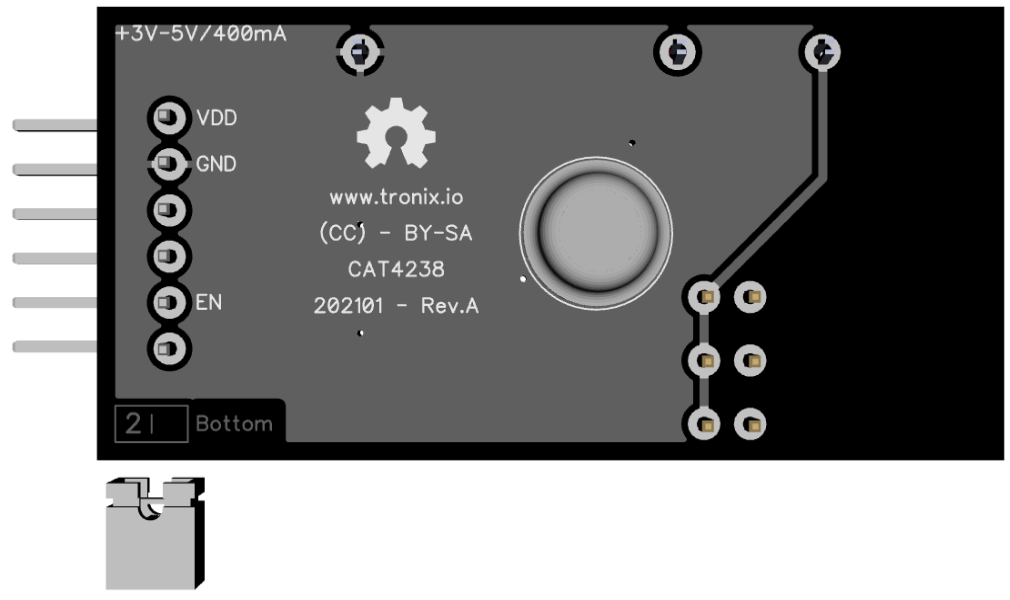 +3V-5V/400mA
VDD
GND
www.tronix.io
(CC) - BY-SA
CAT4238
EN
202101 - Rev.A
2| Bottom